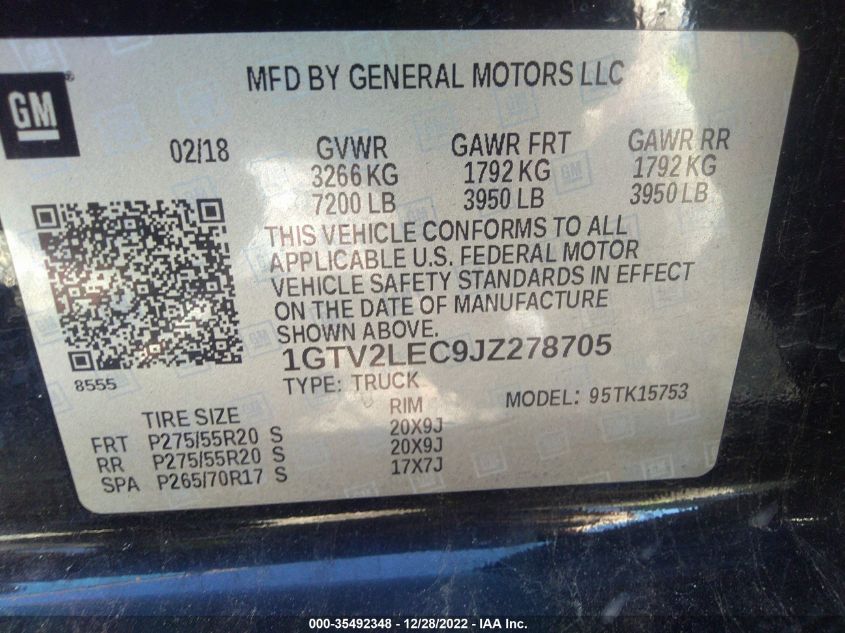 MFD BY GENERAL MOTORS LLC
GM
02/18 GVWR GAWR FRT GAWR RR
3266 KG 1792 KG 1792 KG
7200 LB 3950 LB 3950 LB
THIS VEHICLE CONFORMS TO ALL
APPLICABLE U.S. FEDERAL MOTOR
VEHICLE SAFETY STANDARDS IN EFFECT
ON THE DATE OF MANUFACTURE
SHOWN ABOVE.
1GTV2LEC9JZ278705
8555 TYPE: TRUCK MODEL: 95TK15753
TIRE SIZE RIM
FRT P275/55R20 S 20X9J
RR P275/55R20 S 20X9J
SPA P265/70R17 S 17X7J
000-35492348 - 12/28/2022 - IAA Inc.